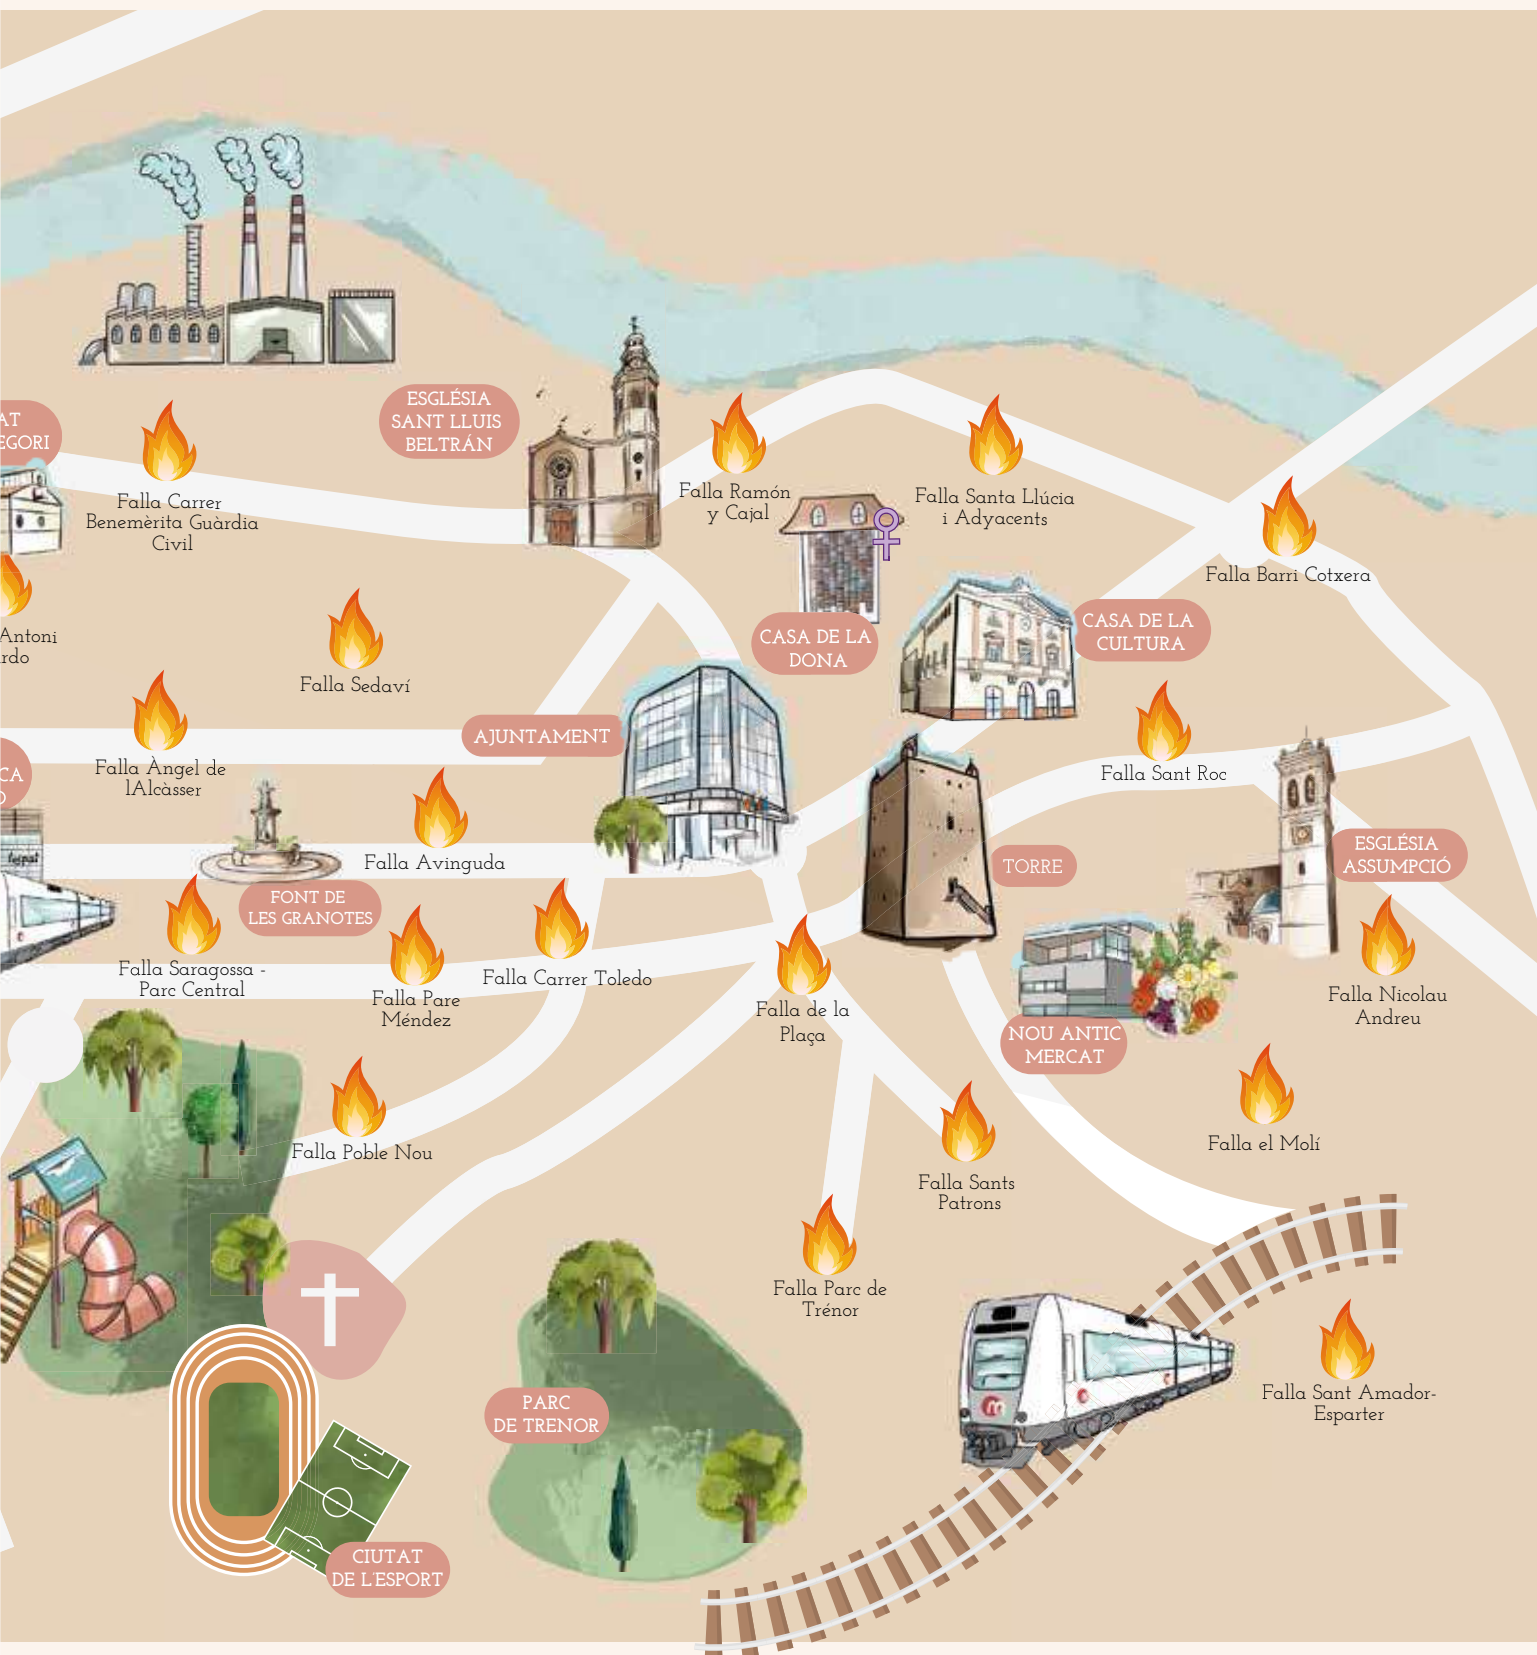 AT
EGORI
ESGLÉSIA
SANT LLUIS
BELTRÁN
Falla Carrer
Benemèrita Guàrdia
Civil
Falla Ramón
y Cajal
Falla Santa Llúcia
i Adyacents
Falla Barri Cotxera
CASA DE LA
DONA
CASA DE LA
CULTURA
Antoni
rdo
Falla Sedaví
AJUNTAMENT
Falla Àngel de
lAlcàsser
CA
O
Falla Sant Roc
Falla Avinguda
TORRE
ESGLÉSIA
ASSUMPCIÓ
FONT DE
LES GRANOTES
Falla Saragossa -
Parc Central
Falla Pare
Méndez
Falla Carrer Toledo
Falla de la
Plaça
Falla Nicolau
Andreu
NOU ANTIC
MERCAT
Falla el Molí
Falla Poble Nou
Falla Sants
Patrons
Falla Parc de
Trénor
Falla Sant Amador-
Esparter
PARC
DE TRENOR
m
CIUTAT
DE L'ESPORT